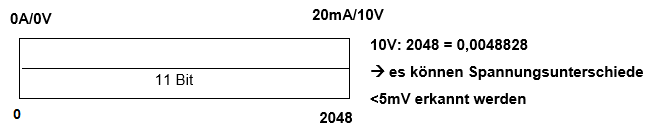 0A/0V
20mA/10V
10V: 2048 = 0,0048828
→ es können Spannungsunterschiede
11 Bit
<5mV erkannt werden
0
2048